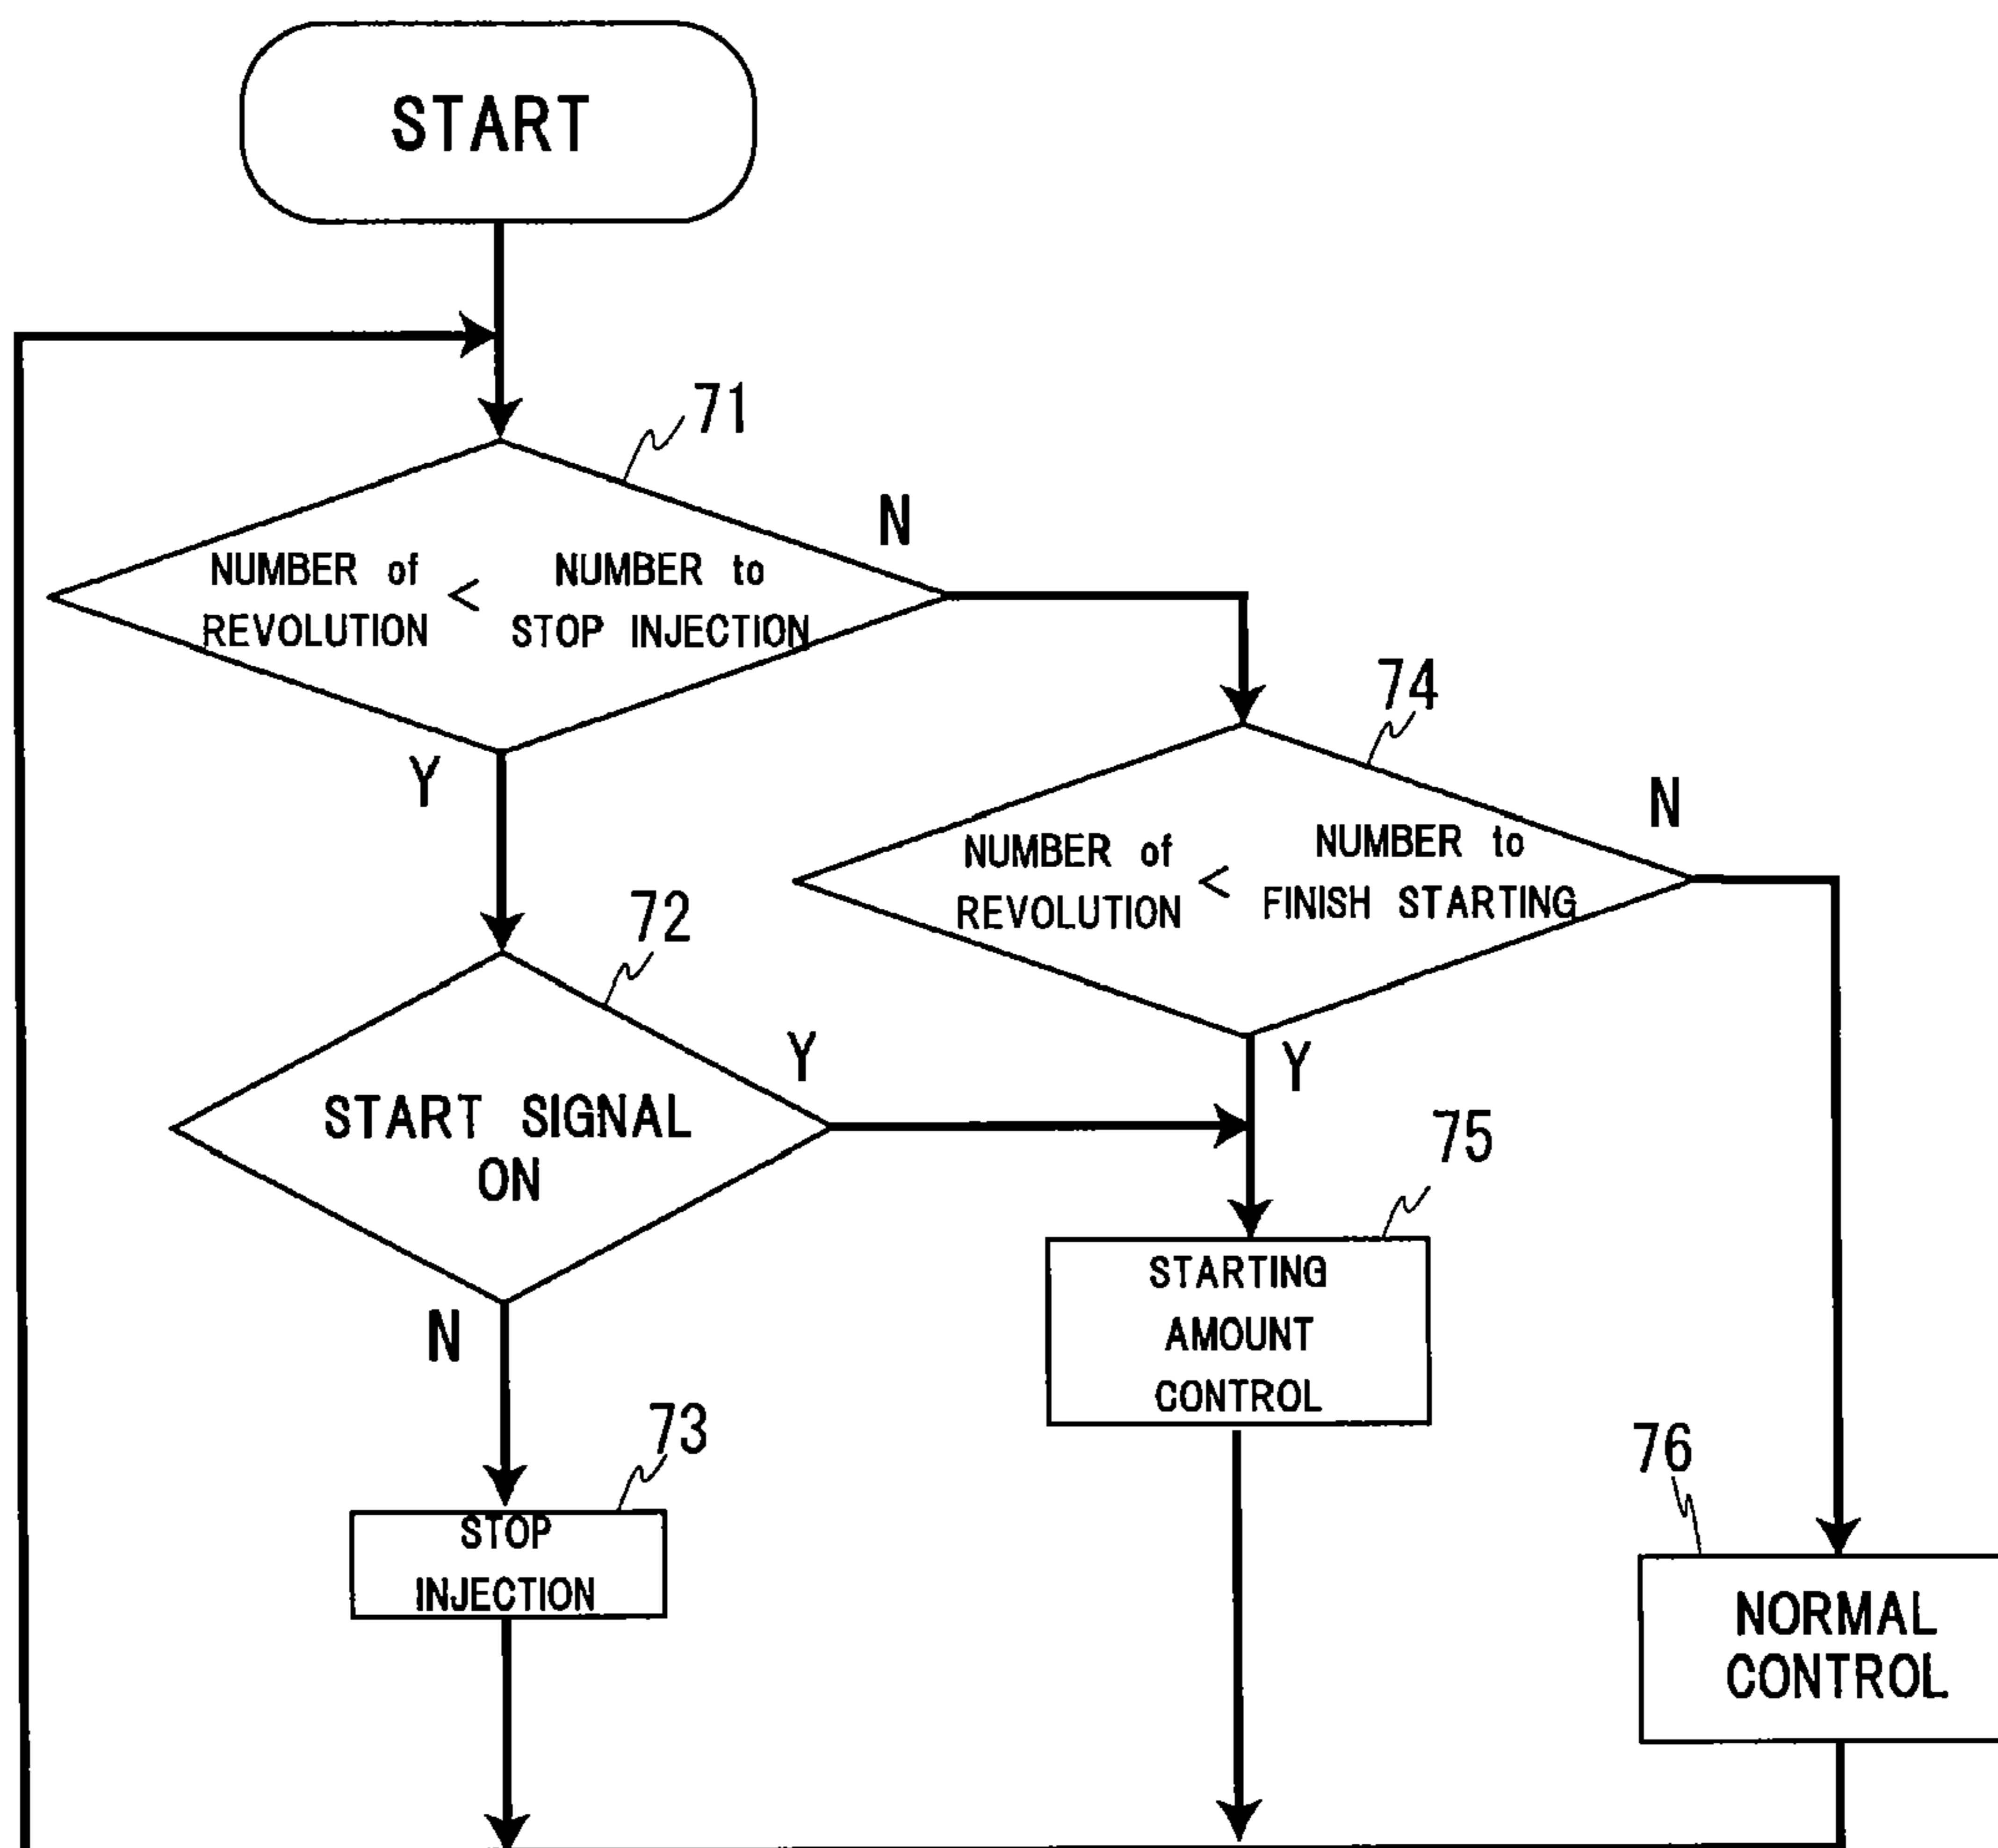 START
71
N
NUMBER of
REVOLUTION
<
NUMBER to
STOP INJECTION
Y
74
N
NUMBER of
REVOLUTION
<
NUMBER to
FINISH STARTING
Y
72
START SIGNAL
ON
Y
N
75
STARTING
AMOUNT
CONTROL
73
STOP
INJECTION
76
NORMAL
CONTROL